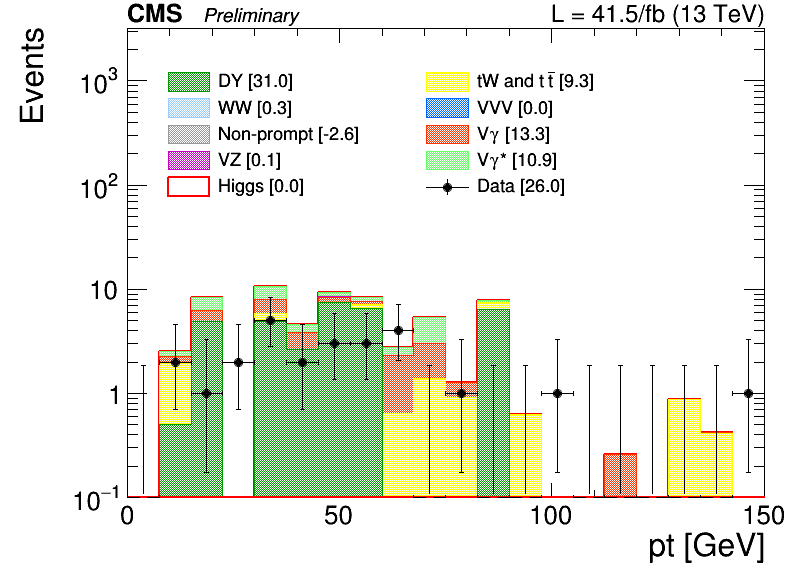 CMS Preliminary L = 41.5/fb (13 TeV)
Events
10³
10²
10
1
10⁻¹
DY [31.0]
WW [0.3]
Non-prompt [-2.6]
VZ [0.1]
Higgs [0.0]
tW and tt̅ [9.3]
VVV [0.0]
Vγ [13.3]
Vγ* [10.9]
Data [26.0]
0 50 100 150
pt [GeV]